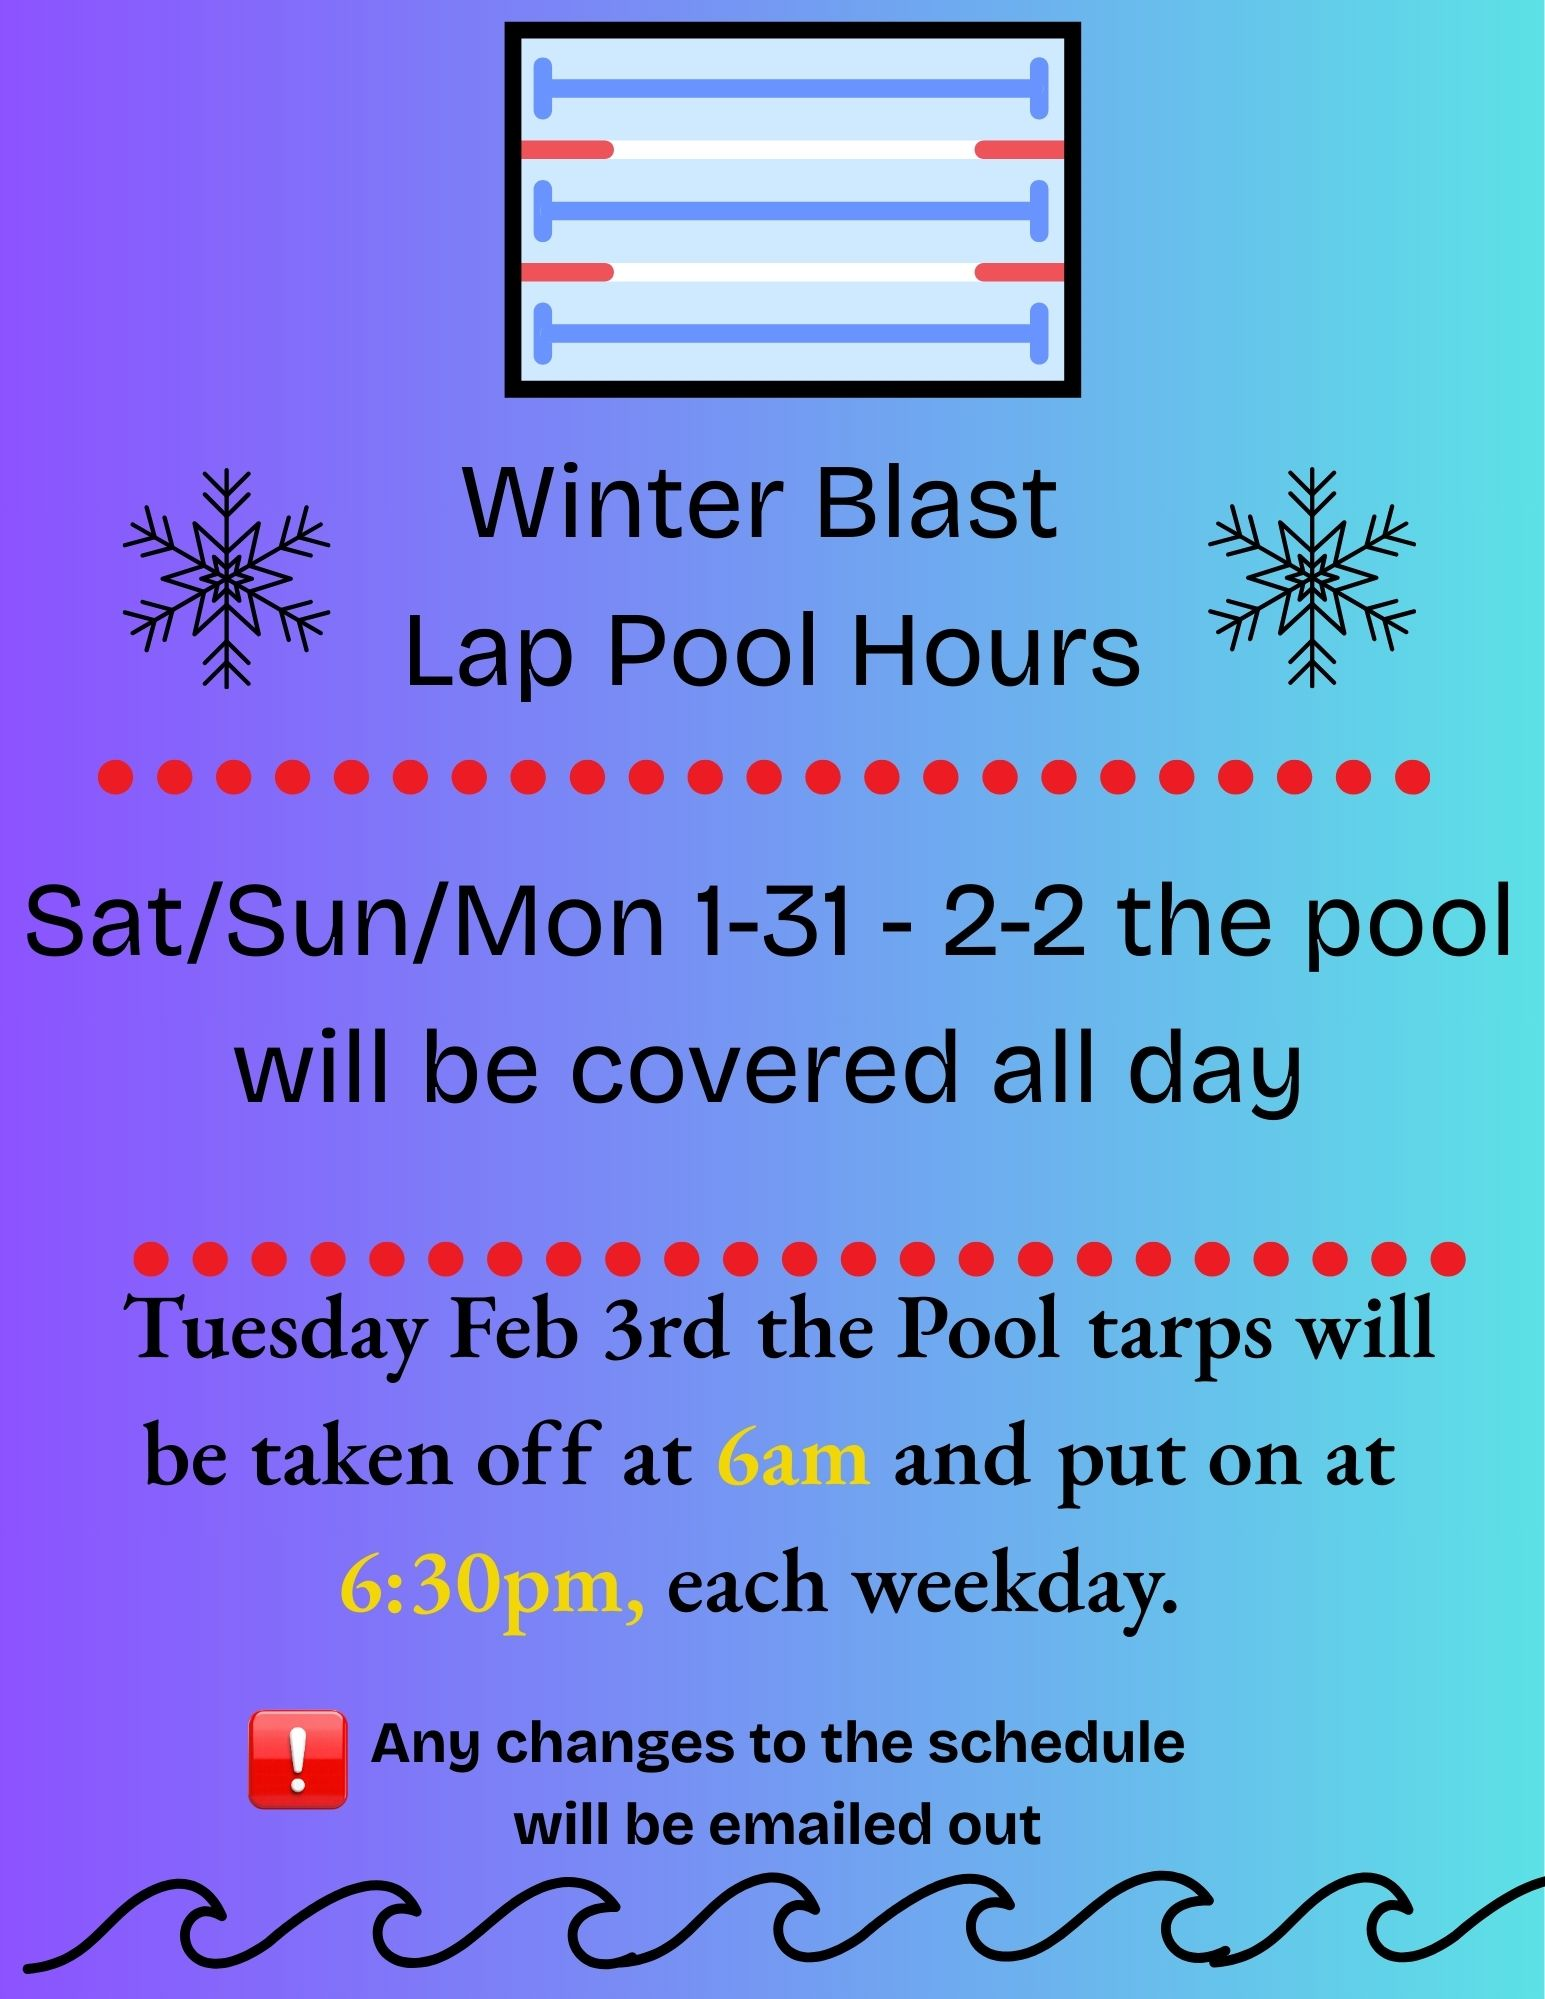 Winter Blast
Lap Pool Hours
Sat/Sun/Mon 1-31 - 2-2 the pool
will be covered all day
Tuesday Feb 3rd the Pool tarps will
be taken off at 6am and put on at
6:30pm, each weekday.
Any changes to the schedule
will be emailed out